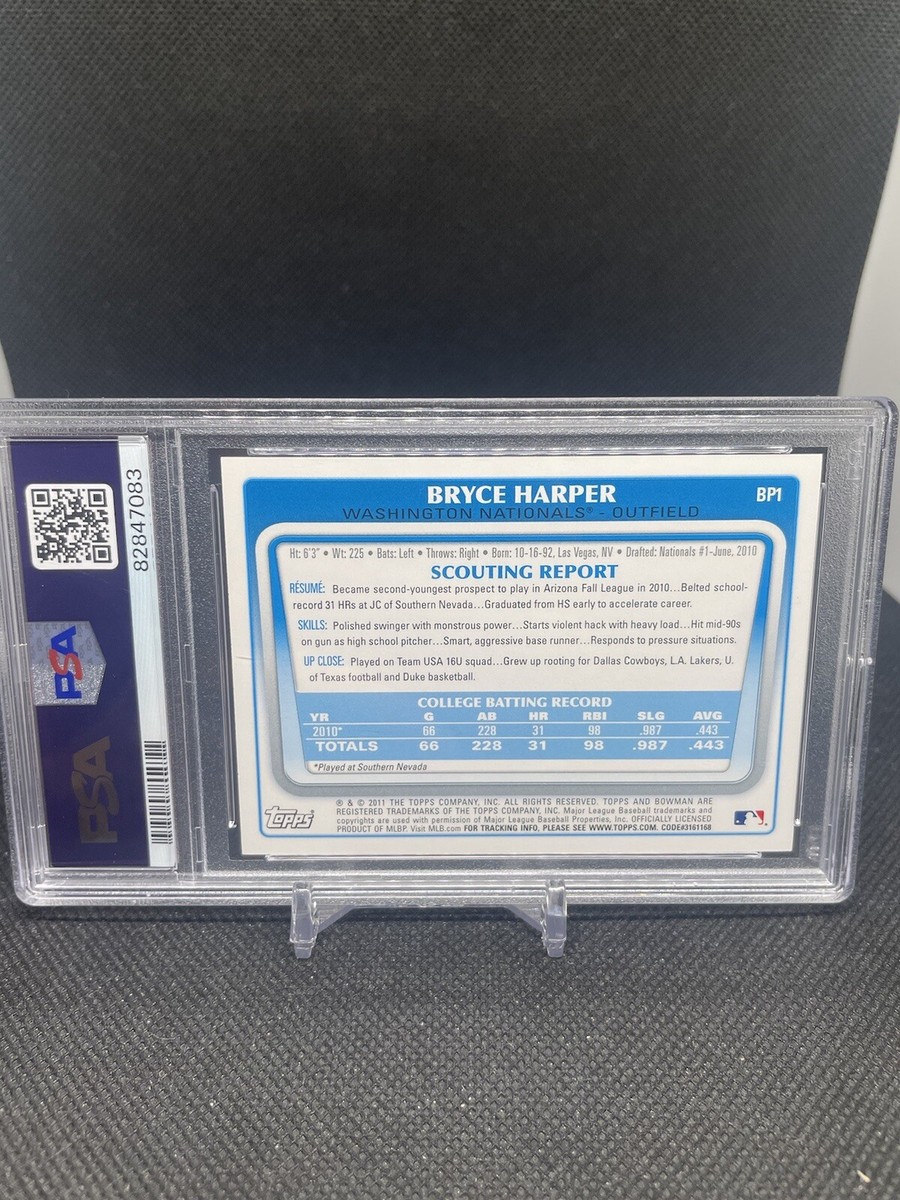 82847083
PSA
PSA
BRYCE HARPER
BP1
WASHINGTON NATIONALS® - OUTFIELD
Ht: 6'3" • Wt: 225 • Bats: Left • Throws: Right • Born: 10-16-92, Las Vegas, NV • Drafted: Nationals #1-June, 2010
SCOUTING REPORT
RÉSUMÉ: Became second-youngest prospect to play in Arizona Fall League in 2010...Belted school-
record 31 HRs at JC of Southern Nevada...Graduated from HS early to accelerate career.
SKILLS: Polished swinger with monstrous power...Starts violent hack with heavy load...Hit mid-90s
on gun as high school pitcher...Smart, aggressive base runner...Responds to pressure situations.
UP CLOSE: Played on Team USA 16U squad...Grew up rooting for Dallas Cowboys, L.A. Lakers, U.
of Texas football and Duke basketball.
COLLEGE BATTING RECORD
YR G AB HR RBI SLG AVG
2010* 66 228 31 98 .987 .443
TOTALS 66 228 31 98 .987 .443
*Played at Southern Nevada
® & © 2011 THE TOPPS COMPANY, INC. ALL RIGHTS RESERVED. TOPPS AND BOWMAN ARE
REGISTERED TRADEMARKS OF THE TOPPS COMPANY, INC. Major League Baseball trademarks and
copyrights are used with permission of Major League Baseball Properties, Inc. OFFICIALLY LICENSED
PRODUCT OF MLBP. Visit MLB.com FOR TRACKING INFO, PLEASE SEE WWW.TOPPS.COM. CODE#3161168
TOPPS